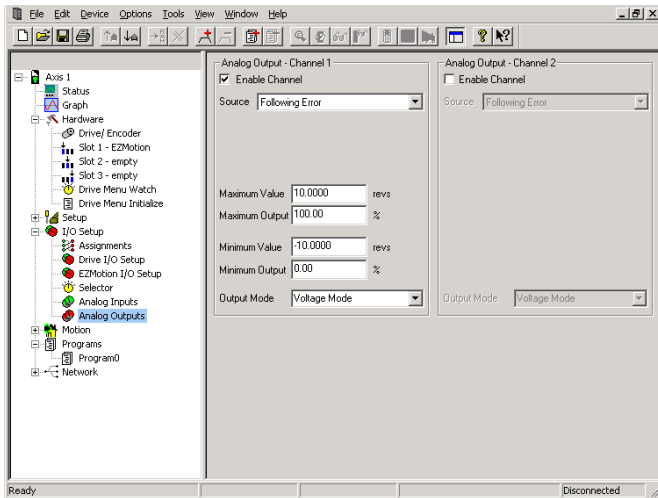 File Edit Device Options Tools View Window Help
Axis 1
Status
Graph
Hardware
Drive/ Encoder
Slot 1 - EZMotion
Slot 2 - empty
Slot 3 - empty
Drive Menu Watch
Drive Menu Initialize
Setup
I/O Setup
Assignments
Drive I/O Setup
EZMotion I/O Setup
Selector
Analog Inputs
Analog Outputs
Motion
Programs
Program0
Network
Analog Output - Channel 1
Enable Channel
Source Following Error
Maximum Value 10.0000 revs
Maximum Output 100.00 %
Minimum Value -10.0000 revs
Minimum Output 0.00 %
Output Mode Voltage Mode
Analog Output - Channel 2
Enable Channel
Source Following Error
Output Mode Voltage Mode
Ready Disconnected